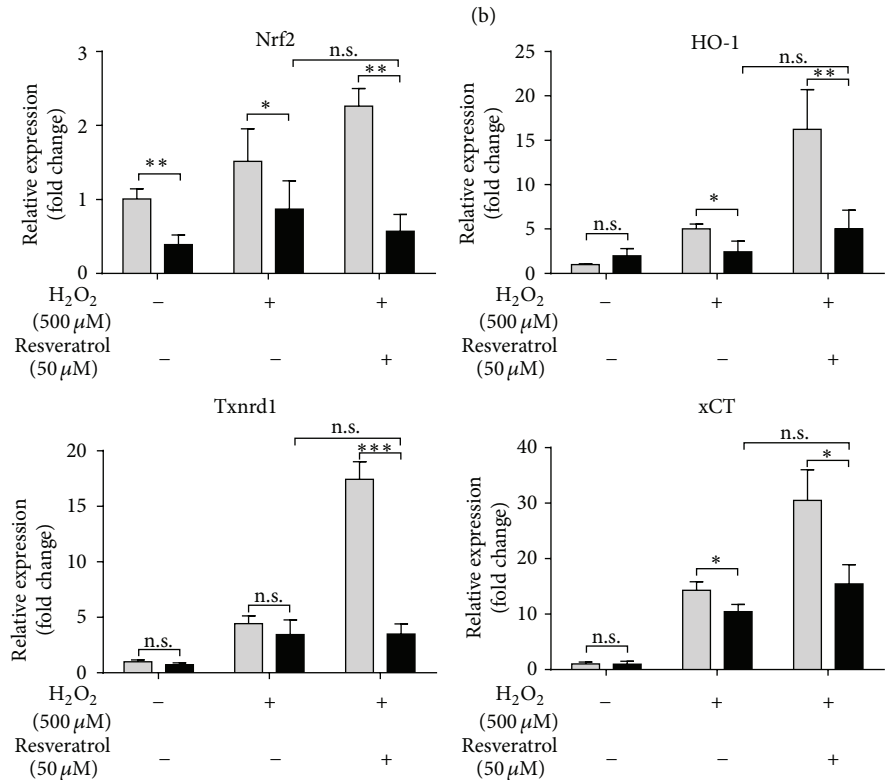 (b)
Nrf2
Relative expression
(fold change)
3
2
1
0
**
*
n.s.
**
H₂O₂
(500 μM)
− + +
Resveratrol
(50 μM)
− − +
HO-1
Relative expression
(fold change)
25
20
15
10
5
0
n.s.
*
n.s.
**
H₂O₂
(500 μM)
− + +
Resveratrol
(50 μM)
− − +
Txnrd1
Relative expression
(fold change)
20
15
10
5
0
n.s.
n.s.
n.s.
***
H₂O₂
(500 μM)
− + +
Resveratrol
(50 μM)
− − +
xCT
Relative expression
(fold change)
40
30
20
10
0
n.s.
*
n.s.
*
H₂O₂
(500 μM)
− + +
Resveratrol
(50 μM)
− − +